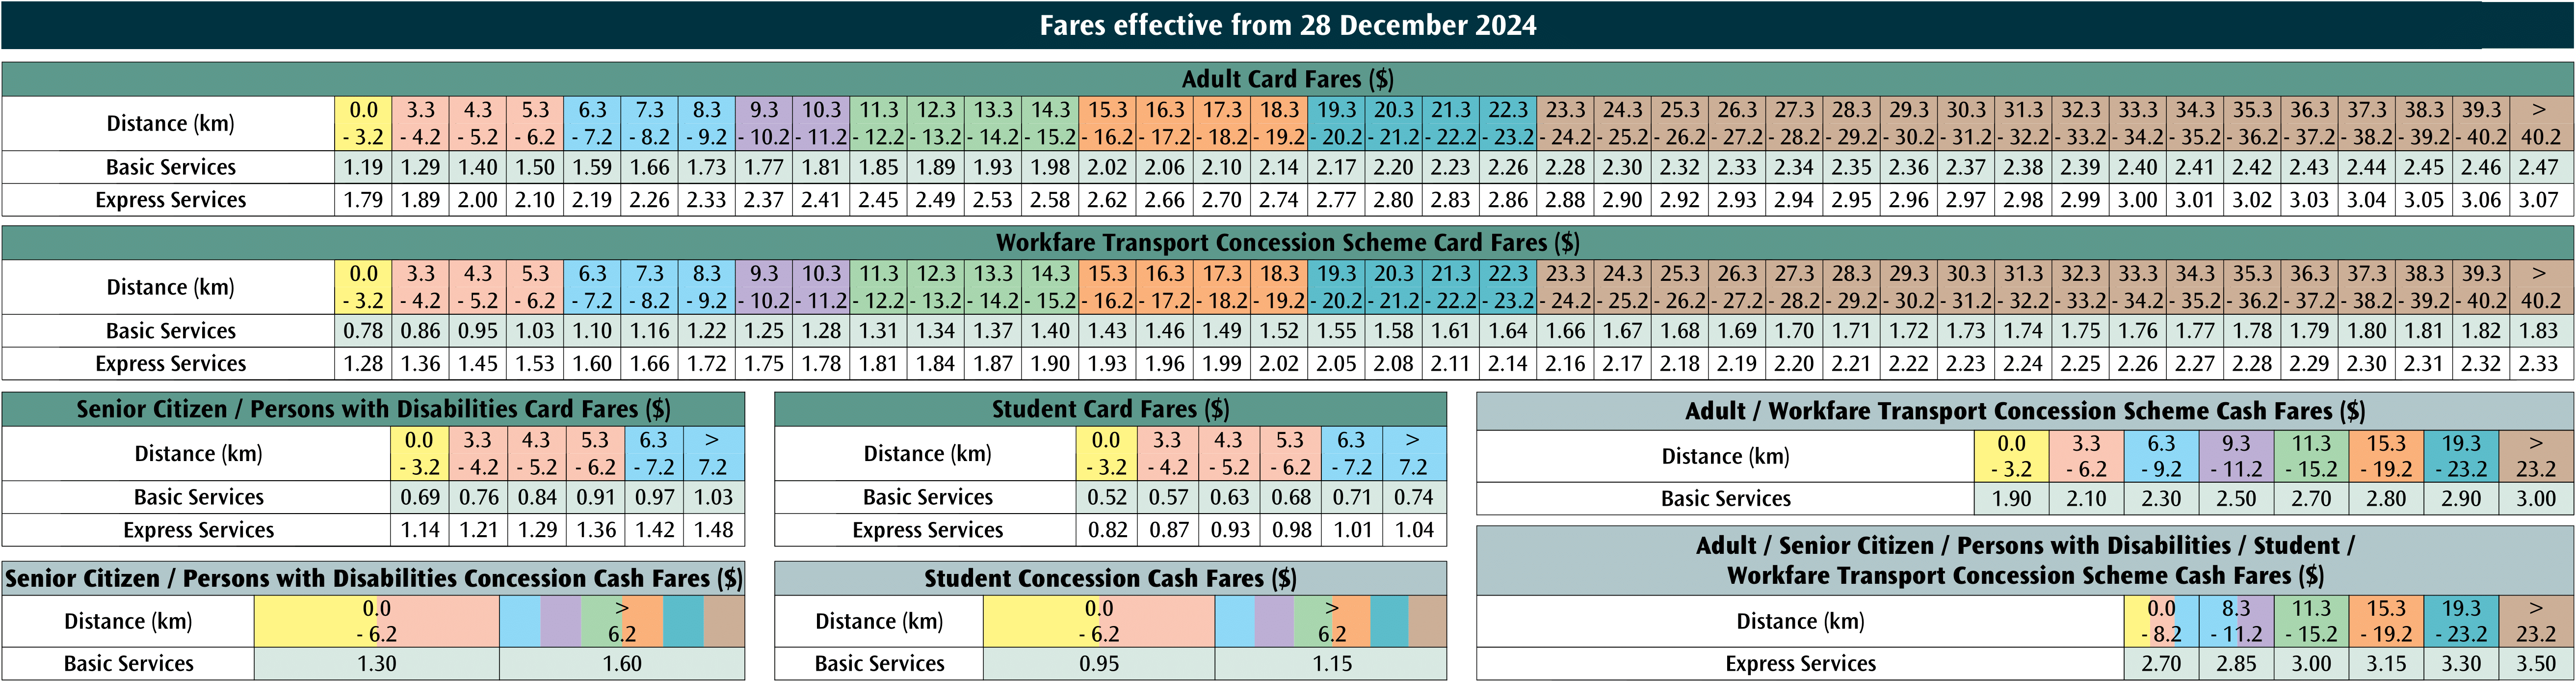 Fares effective from 28 December 2024
Adult Card Fares ($)
Distance (km) 0.0 - 3.2 3.3 - 4.2 4.3 - 5.2 5.3 - 6.2 6.3 - 7.2 7.3 - 8.2 8.3 - 9.2 9.3 - 10.2 10.3 - 11.2 11.3 - 12.2 12.3 - 13.2 13.3 - 14.2 14.3 - 15.2 15.3 - 16.2 16.3 - 17.2 17.3 - 18.2 18.3 - 19.2 19.3 - 20.2 20.3 - 21.2 21.3 - 22.2 22.3 - 23.2 23.3 - 24.2 24.3 - 25.2 25.3 - 26.2 26.3 - 27.2 27.3 - 28.2 28.3 - 29.2 29.3 - 30.2 30.3 - 31.2 31.3 - 32.2 32.3 - 33.2 33.3 - 34.2 34.3 - 35.2 35.3 - 36.2 36.3 - 37.2 37.3 - 38.2 38.3 - 39.2 39.3 - 40.2 > 40.2
Basic Services 1.19 1.29 1.40 1.50 1.59 1.66 1.73 1.77 1.81 1.85 1.89 1.93 1.98 2.02 2.06 2.10 2.14 2.17 2.20 2.23 2.26 2.28 2.30 2.32 2.33 2.34 2.35 2.36 2.37 2.38 2.39 2.40 2.41 2.42 2.43 2.44 2.45 2.46 2.47
Express Services 1.79 1.89 2.00 2.10 2.19 2.26 2.33 2.37 2.41 2.45 2.49 2.53 2.58 2.62 2.66 2.70 2.74 2.77 2.80 2.83 2.86 2.88 2.90 2.92 2.93 2.94 2.95 2.96 2.97 2.98 2.99 3.00 3.01 3.02 3.03 3.04 3.05 3.06 3.07
Workfare Transport Concession Scheme Card Fares ($)
Distance (km) 0.0 - 3.2 3.3 - 4.2 4.3 - 5.2 5.3 - 6.2 6.3 - 7.2 7.3 - 8.2 8.3 - 9.2 9.3 - 10.2 10.3 - 11.2 11.3 - 12.2 12.3 - 13.2 13.3 - 14.2 14.3 - 15.2 15.3 - 16.2 16.3 - 17.2 17.3 - 18.2 18.3 - 19.2 19.3 - 20.2 20.3 - 21.2 21.3 - 22.2 22.3 - 23.2 23.3 - 24.2 24.3 - 25.2 25.3 - 26.2 26.3 - 27.2 27.3 - 28.2 28.3 - 29.2 29.3 - 30.2 30.3 - 31.2 31.3 - 32.2 32.3 - 33.2 33.3 - 34.2 34.3 - 35.2 35.3 - 36.2 36.3 - 37.2 37.3 - 38.2 38.3 - 39.2 39.3 - 40.2 > 40.2
Basic Services 0.78 0.86 0.95 1.03 1.10 1.16 1.22 1.25 1.28 1.31 1.34 1.37 1.40 1.43 1.46 1.49 1.52 1.55 1.58 1.61 1.64 1.66 1.67 1.68 1.69 1.70 1.71 1.72 1.73 1.74 1.75 1.76 1.77 1.78 1.79 1.80 1.81 1.82 1.83
Express Services 1.28 1.36 1.45 1.53 1.60 1.66 1.72 1.75 1.78 1.81 1.84 1.87 1.90 1.93 1.96 1.99 2.02 2.05 2.08 2.11 2.14 2.16 2.17 2.18 2.19 2.20 2.21 2.22 2.23 2.24 2.25 2.26 2.27 2.28 2.29 2.30 2.31 2.32 2.33
Senior Citizen / Persons with Disabilities Card Fares ($)
Distance (km) 0.0 - 3.2 3.3 - 4.2 4.3 - 5.2 5.3 - 6.2 6.3 - 7.2 > 7.2
Basic Services 0.69 0.76 0.84 0.91 0.97 1.03
Express Services 1.14 1.21 1.29 1.36 1.42 1.48
Student Card Fares ($)
Distance (km) 0.0 - 3.2 3.3 - 4.2 4.3 - 5.2 5.3 - 6.2 6.3 - 7.2 > 7.2
Basic Services 0.52 0.57 0.63 0.68 0.71 0.74
Express Services 0.82 0.87 0.93 0.98 1.01 1.04
Adult / Workfare Transport Concession Scheme Cash Fares ($)
Distance (km) 0.0 - 3.2 3.3 - 6.2 6.3 - 9.2 9.3 - 11.2 11.3 - 15.2 15.3 - 19.2 19.3 - 23.2 > 23.2
Basic Services 1.90 2.10 2.30 2.50 2.70 2.80 2.90 3.00
Senior Citizen / Persons with Disabilities Concession Cash Fares ($)
Distance (km) 0.0 - 6.2 > 6.2
Basic Services 1.30 1.60
Student Concession Cash Fares ($)
Distance (km) 0.0 - 6.2 > 6.2
Basic Services 0.95 1.15
Adult / Senior Citizen / Persons with Disabilities / Student /
Workfare Transport Concession Scheme Cash Fares ($)
Distance (km) 0.0 - 8.2 8.3 - 11.2 11.3 - 15.2 15.3 - 19.2 19.3 - 23.2 > 23.2
Express Services 2.70 2.85 3.00 3.15 3.30 3.50